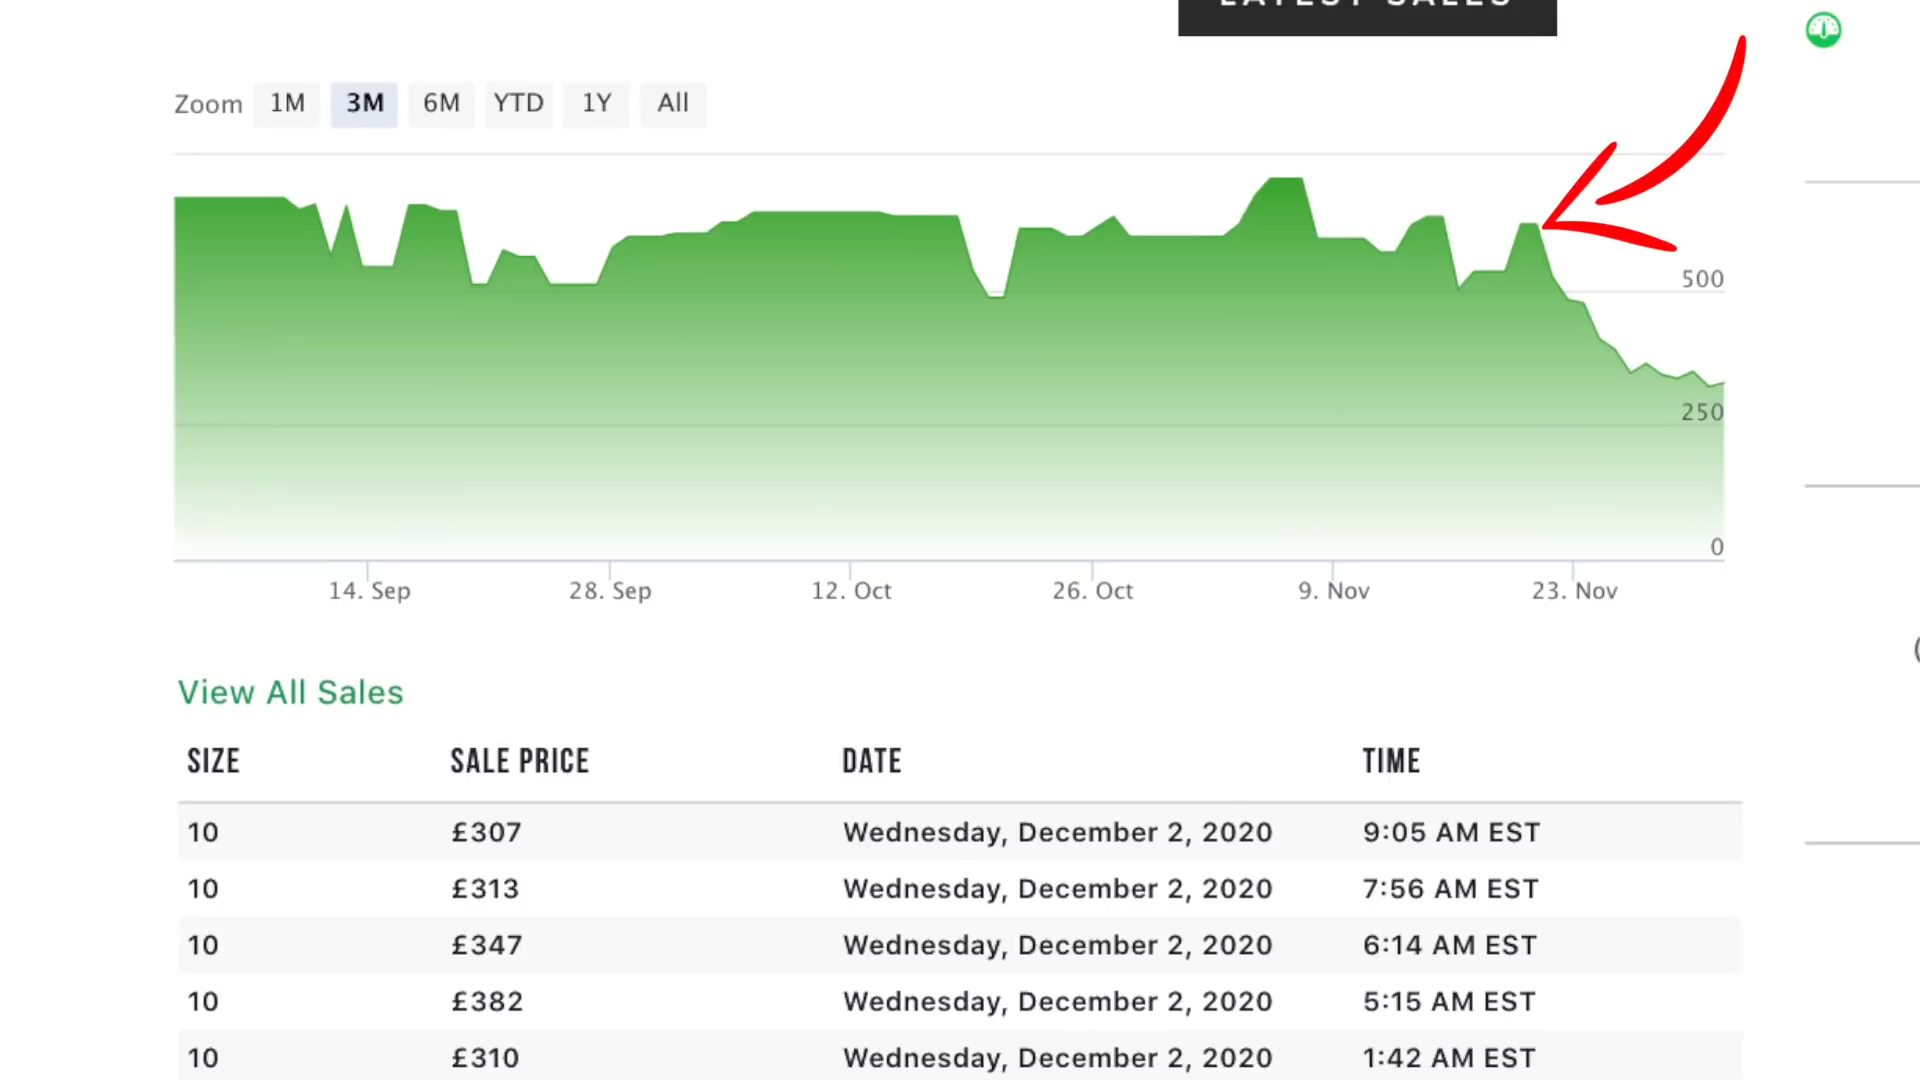 LATEST SALES
Zoom 1M 3M 6M YTD 1Y All
500
250
0
14. Sep 28. Sep 12. Oct 26. Oct 9. Nov 23. Nov
View All Sales
SIZE SALE PRICE DATE TIME
10 £307 Wednesday, December 2, 2020 9:05 AM EST
10 £313 Wednesday, December 2, 2020 7:56 AM EST
10 £347 Wednesday, December 2, 2020 6:14 AM EST
10 £382 Wednesday, December 2, 2020 5:15 AM EST
10 £310 Wednesday, December 2, 2020 1:42 AM EST